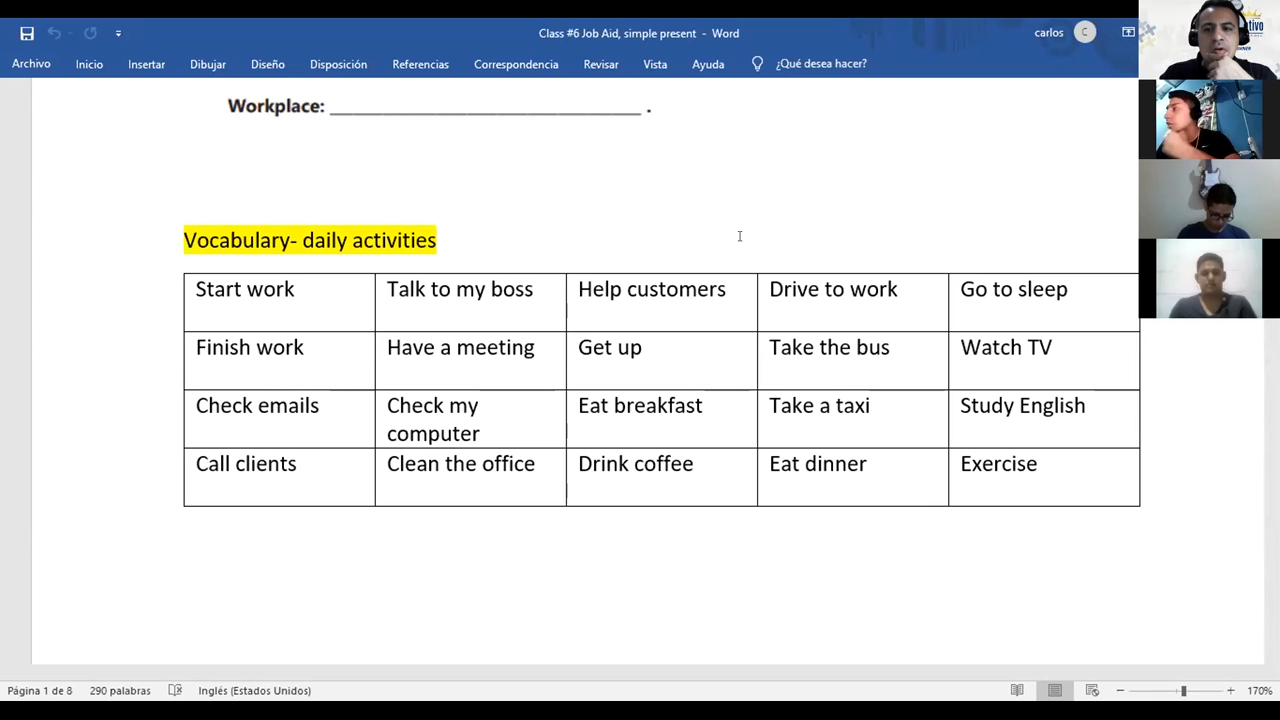 Class #6 Job Aid, simple present - Word
carlos
C
Archivo Inicio Insertar Dibujar Diseño Disposición Referencias Correspondencia Revisar Vista Ayuda ¿Qué desea hacer?
Workplace: ______________________________ .
Vocabulary- daily activities
Start work Talk to my boss Help customers Drive to work Go to sleep
Finish work Have a meeting Get up Take the bus Watch TV
Check emails Check my computer Eat breakfast Take a taxi Study English
Call clients Clean the office Drink coffee Eat dinner Exercise
Página 1 de 8 290 palabras Inglés (Estados Unidos) 170%